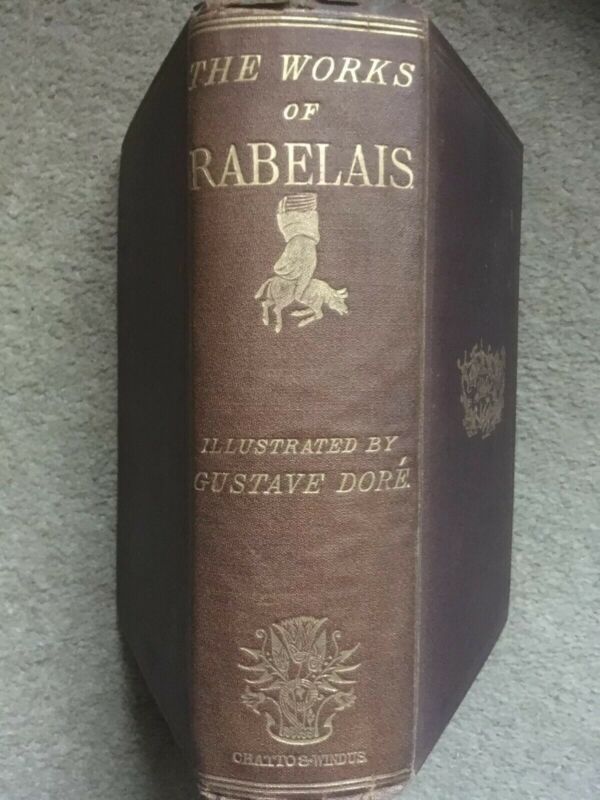 THE WORKS
OF
RABELAIS.
ILLUSTRATED BY
GUSTAVE DORÉ.
CHATTO & WINDUS.